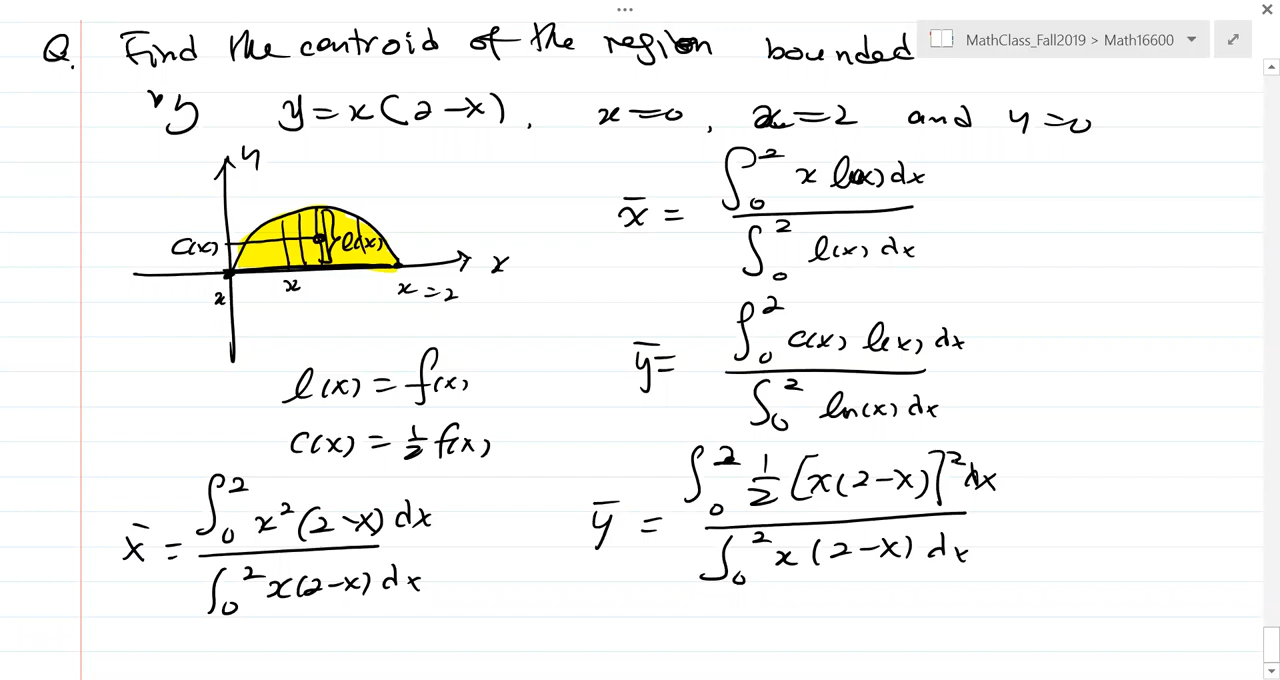 MathClass_Fall2019 > Math16600
Q. Find the centroid of the region bounded
by y = x(2-x), x=0, x=2 and y=0
y
c(x) l(x)
x x x=2 x
x̄ = ∫₀² x l(x) dx / ∫₀² l(x) dx
ȳ = ∫₀² c(x) l(x) dx / ∫₀² ln(x) dx
l(x) = f(x)
c(x) = ½ f(x)
x̄ = ∫₀² x²(2-x) dx / ∫₀² x(2-x) dx
ȳ = ∫₀² ½ [x(2-x)]² dx / ∫₀² x(2-x) dx